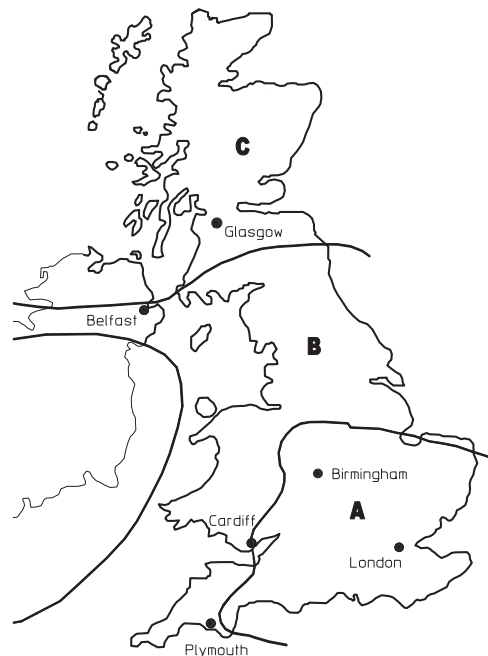 C
Glasgow
Belfast
B
Birmingham
A
Cardiff
London
Plymouth